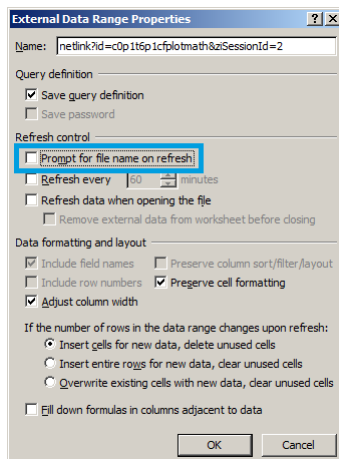 External Data Range Properties
Name: netlink?id=c0p1t6p1cfplotmath&ziSessionId=2
Query definition
Save query definition
Save password
Refresh control
Prompt for file name on refresh
Refresh every 60 minutes
Refresh data when opening the file
Remove external data from worksheet before closing
Data formatting and layout
Include field names Preserve column sort/filter/layout
Include row numbers Preserve cell formatting
Adjust column width
If the number of rows in the data range changes upon refresh:
Insert cells for new data, delete unused cells
Insert entire rows for new data, clear unused cells
Overwrite existing cells with new data, clear unused cells
Fill down formulas in columns adjacent to data
OK Cancel